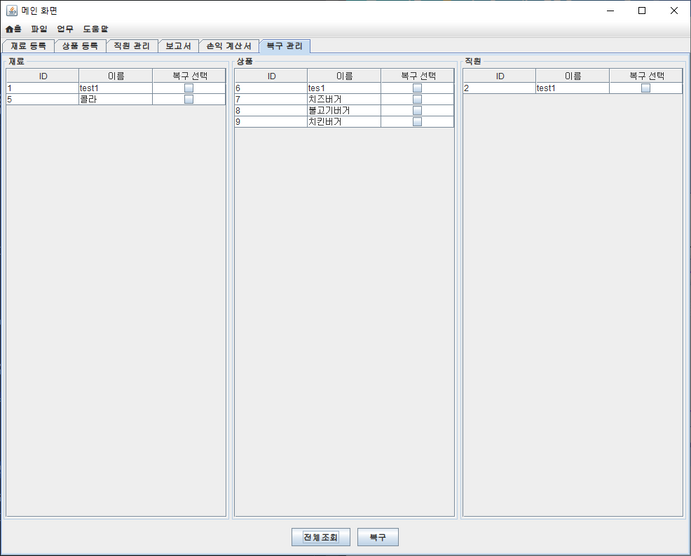 메인 화면
홈 파일 업무 도움말
재료 등록 상품 등록 직원 관리 보고서 손익 계산서 복구 관리
재료
ID 이름 복구 선택
1 test1
5 콜라
상품
ID 이름 복구 선택
6 tes1
7 치즈버거
8 불고기버거
9 치킨버거
직원
ID 이름 복구 선택
2 test1
전체조회 복구